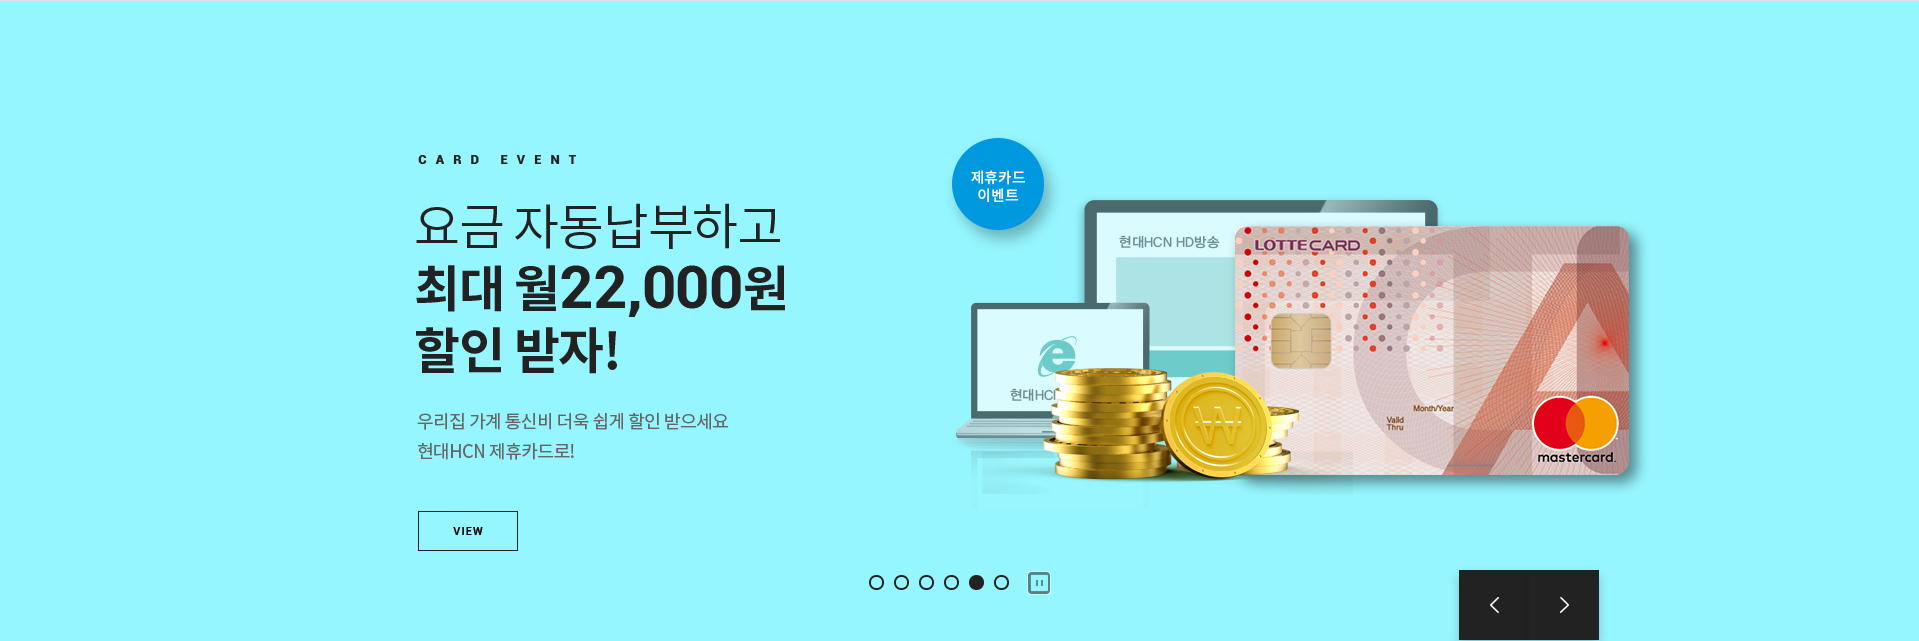 CARD EVENT
요금 자동납부하고
최대 월22,000원
할인 받자!
우리집 가계 통신비 더욱 쉽게 할인 받으세요
현대HCN 제휴카드로!
VIEW
제휴카드
이벤트
현대HCN HD방송
LOTTECARD
현대HCN
Month/Year
Valid
Thru
mastercard.